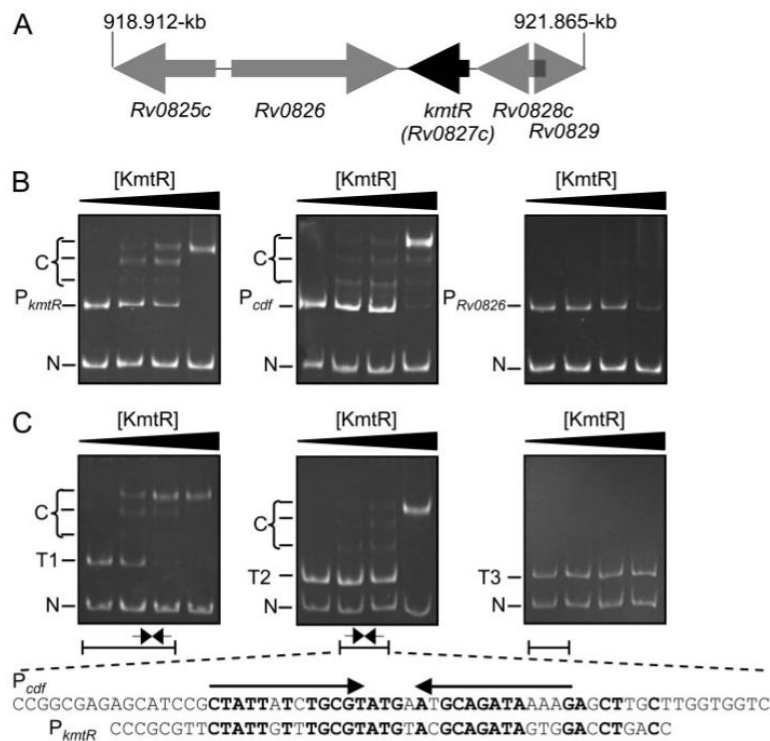 A
918.912-kb 921.865-kb
Rv0825c Rv0826 kmtR Rv0828c
(Rv0827c) Rv0829
B
[KmtR] [KmtR] [KmtR]
C C
PkmtR Pcdf PRv0826
N N N
C
[KmtR] [KmtR] [KmtR]
C C
T1 T2 T3
N N N
Pcdf
CCGGCGAGAGCATCCGCTATTATCTGCGTATGAATGCAGATAAAAGAGCTTGCTTGGTGGTC
PkmtR CCCGCGTTCTATTGTTTGCGTATGTACGCAGATAGTGGACCTGACC